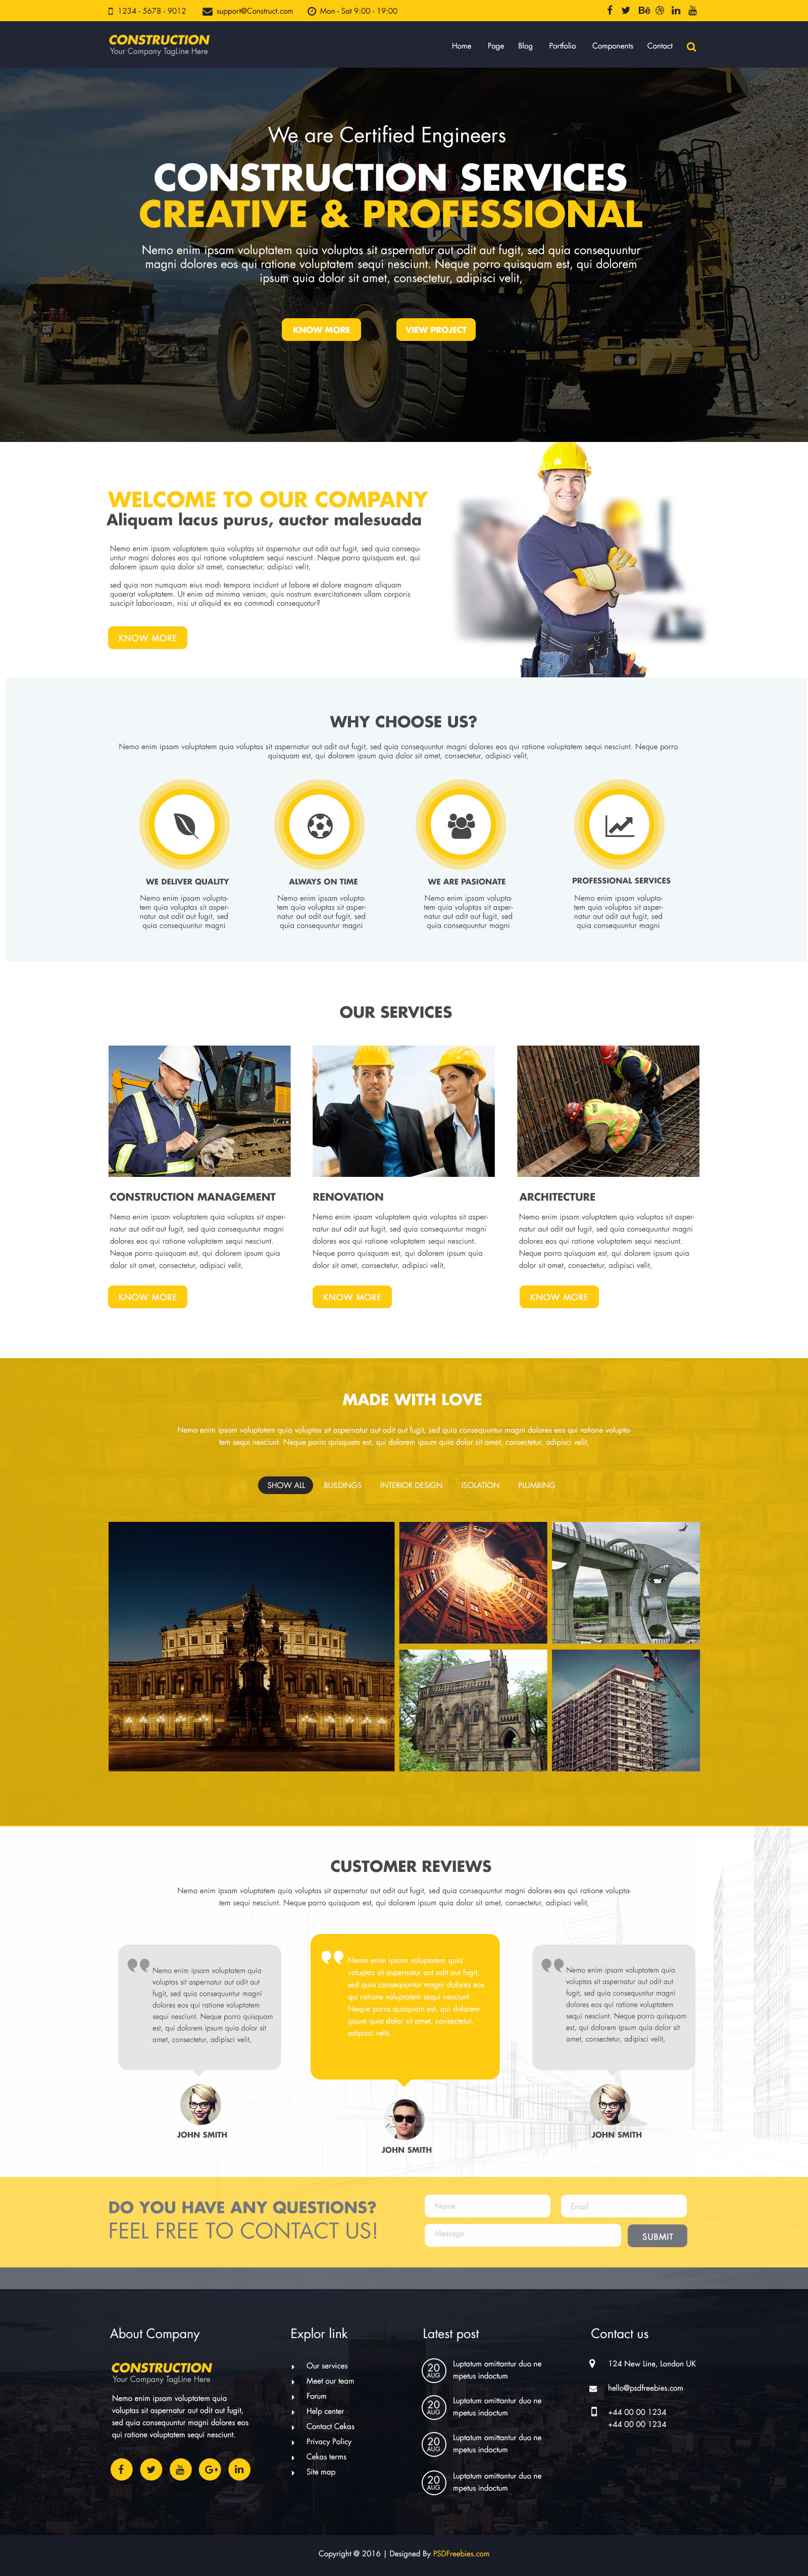 1234 - 5678 - 9012 support@Construct.com Mon - Sat 9:00 - 19:00
CONSTRUCTION
Your Company TagLine Here
Home Page Blog Portfolio Components Contact
We are Certified Engineers
CONSTRUCTION SERVICES
CREATIVE & PROFESSIONAL
Nemo enim ipsam voluptatem quia voluptas sit aspernatur aut odit aut fugit, sed quia consequuntur
magni dolores eos qui ratione voluptatem sequi nesciunt. Neque porro quisquam est, qui dolorem
ipsum quia dolor sit amet, consectetur, adipisci velit,
KNOW MORE VIEW PROJECT
WELCOME TO OUR COMPANY
Aliquam lacus purus, auctor malesuada
Nemo enim ipsam voluptatem quia voluptas sit aspernatur aut odit aut fugit, sed quia consequ-
untur magni dolores eos qui ratione voluptatem sequi nesciunt. Neque porro quisquam est, qui
dolorem ipsum quia dolor sit amet, consectetur, adipisci velit,
sed quia non numquam eius modi tempora incidunt ut labore et dolore magnam aliquam
quaerat voluptatem. Ut enim ad minima veniam, quis nostrum exercitationem ullam corporis
suscipit laboriosam, nisi ut aliquid ex ea commodi consequatur?
KNOW MORE
WHY CHOOSE US?
Nemo enim ipsam voluptatem quia voluptas sit aspernatur aut odit aut fugit, sed quia consequuntur magni dolores eos qui ratione voluptatem sequi nesciunt. Neque porro
quisquam est, qui dolorem ipsum quia dolor sit amet, consectetur, adipisci velit,
WE DELIVER QUALITY
Nemo enim ipsam volupta-
tem quia voluptas sit asper-
natur aut odit aut fugit, sed
quia consequuntur magni
ALWAYS ON TIME
Nemo enim ipsam volupta-
tem quia voluptas sit asper-
natur aut odit aut fugit, sed
quia consequuntur magni
WE ARE PASIONATE
Nemo enim ipsam volupta-
tem quia voluptas sit asper-
natur aut odit aut fugit, sed
quia consequuntur magni
PROFESSIONAL SERVICES
Nemo enim ipsam volupta-
tem quia voluptas sit asper-
natur aut odit aut fugit, sed
quia consequuntur magni
OUR SERVICES
CONSTRUCTION MANAGEMENT
Nemo enim ipsam voluptatem quia voluptas sit asper-
natur aut odit aut fugit, sed quia consequuntur magni
dolores eos qui ratione voluptatem sequi nesciunt.
Neque porro quisquam est, qui dolorem ipsum quia
dolor sit amet, consectetur, adipisci velit,
KNOW MORE
RENOVATION
Nemo enim ipsam voluptatem quia voluptas sit asper-
natur aut odit aut fugit, sed quia consequuntur magni
dolores eos qui ratione voluptatem sequi nesciunt.
Neque porro quisquam est, qui dolorem ipsum quia
dolor sit amet, consectetur, adipisci velit,
KNOW MORE
ARCHITECTURE
Nemo enim ipsam voluptatem quia voluptas sit asper-
natur aut odit aut fugit, sed quia consequuntur magni
dolores eos qui ratione voluptatem sequi nesciunt.
Neque porro quisquam est, qui dolorem ipsum quia
dolor sit amet, consectetur, adipisci velit,
KNOW MORE
MADE WITH LOVE
Nemo enim ipsam voluptatem quia voluptas sit aspernatur aut odit aut fugit, sed quia consequuntur magni dolores eos qui ratione volupta-
tem sequi nesciunt. Neque porro quisquam est, qui dolorem ipsum quia dolor sit amet, consectetur, adipisci velit,
SHOW ALL BUILDINGS INTERIOR DESIGN ISOLATION PLUMBING
CUSTOMER REVIEWS
Nemo enim ipsam voluptatem quia voluptas sit aspernatur aut odit aut fugit, sed quia consequuntur magni dolores eos qui ratione volupta-
tem sequi nesciunt. Neque porro quisquam est, qui dolorem ipsum quia dolor sit amet, consectetur, adipisci velit,
Nemo enim ipsam voluptatem quia
voluptas sit aspernatur aut odit aut
fugit, sed quia consequuntur magni
dolores eos qui ratione voluptatem
sequi nesciunt. Neque porro quisquam
est, qui dolorem ipsum quia dolor sit
amet, consectetur, adipisci velit,
JOHN SMITH
Nemo enim ipsam voluptatem quia
voluptas sit aspernatur aut odit aut fugit,
sed quia consequuntur magni dolores eos
qui ratione voluptatem sequi nesciunt.
Neque porro quisquam est, qui dolorem
ipsum quia dolor sit amet, consectetur,
adipisci velit,
JOHN SMITH
Nemo enim ipsam voluptatem quia
voluptas sit aspernatur aut odit aut
fugit, sed quia consequuntur magni
dolores eos qui ratione voluptatem
sequi nesciunt. Neque porro quisquam
est, qui dolorem ipsum quia dolor sit
amet, consectetur, adipisci velit,
JOHN SMITH
DO YOU HAVE ANY QUESTIONS?
FEEL FREE TO CONTACT US!
Name Email
Message SUBMIT
About Company
CONSTRUCTION
Your Company TagLine Here
Nemo enim ipsam voluptatem quia
voluptas sit aspernatur aut odit aut fugit,
sed quia consequuntur magni dolores eos
qui ratione voluptatem sequi nesciunt.
Explor link
Our services
Meet our team
Forum
Help center
Contact Cekas
Privacy Policy
Cekas terms
Site map
Latest post
20 AUG
Luptatum omittantur duo ne
mpetus indoctum
20 AUG
Luptatum omittantur duo ne
mpetus indoctum
20 AUG
Luptatum omittantur duo ne
mpetus indoctum
20 AUG
Luptatum omittantur duo ne
mpetus indoctum
Contact us
124 New Line, London UK
hello@psdfreebies.com
+44 00 00 1234
+44 00 00 1234
Copyright @ 2016 | Designed By PSDFreebies.com